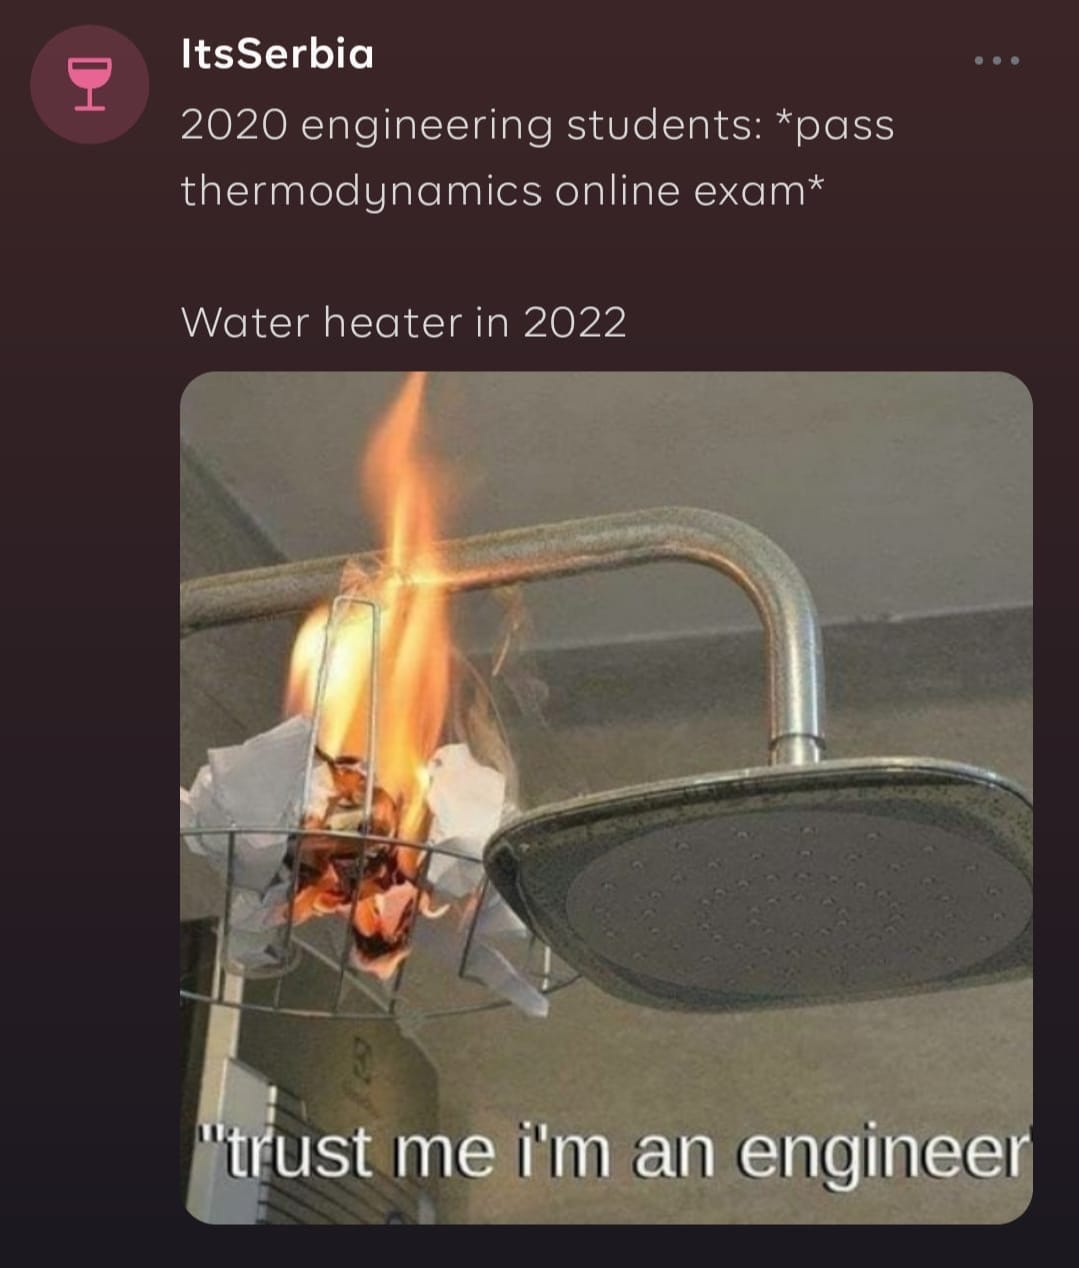 ItsSerbia
2020 engineering students: *pass
thermodynamics online exam*
Water heater in 2022
"trust me i'm an engineer